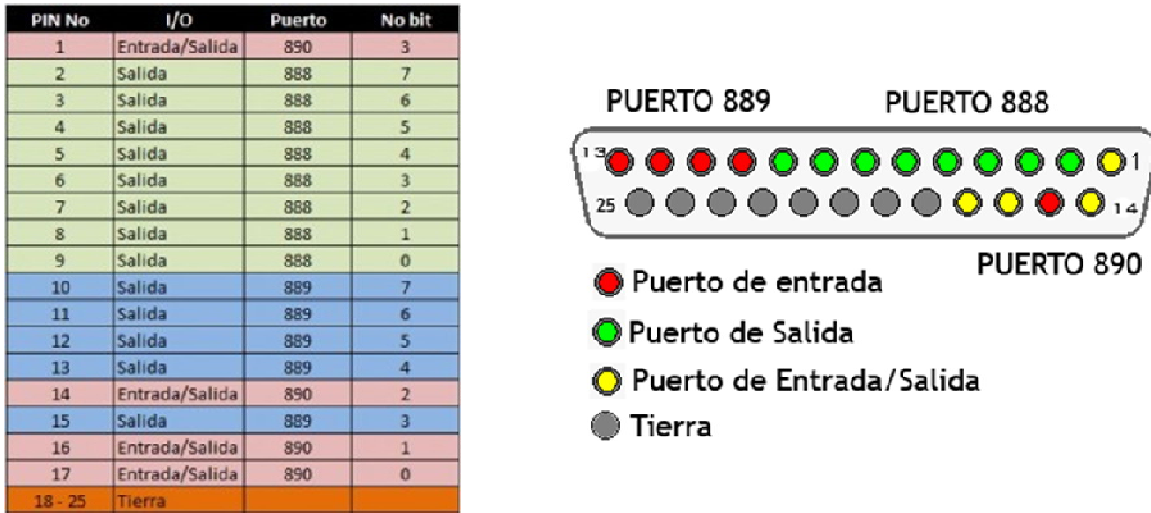 PIN No I/O Puerto No bit
1 Entrada/Salida 890 3
2 Salida 888 7
3 Salida 888 6
4 Salida 888 5
5 Salida 888 4
6 Salida 888 3
7 Salida 888 2
8 Salida 888 1
9 Salida 888 0
10 Salida 889 7
11 Salida 889 6
12 Salida 889 5
13 Salida 889 4
14 Entrada/Salida 890 2
15 Salida 889 3
16 Entrada/Salida 890 1
17 Entrada/Salida 890 0
18 - 25 Tierra
PUERTO 889 PUERTO 888
13 1
25 14
PUERTO 890
Puerto de entrada
Puerto de Salida
Puerto de Entrada/Salida
Tierra